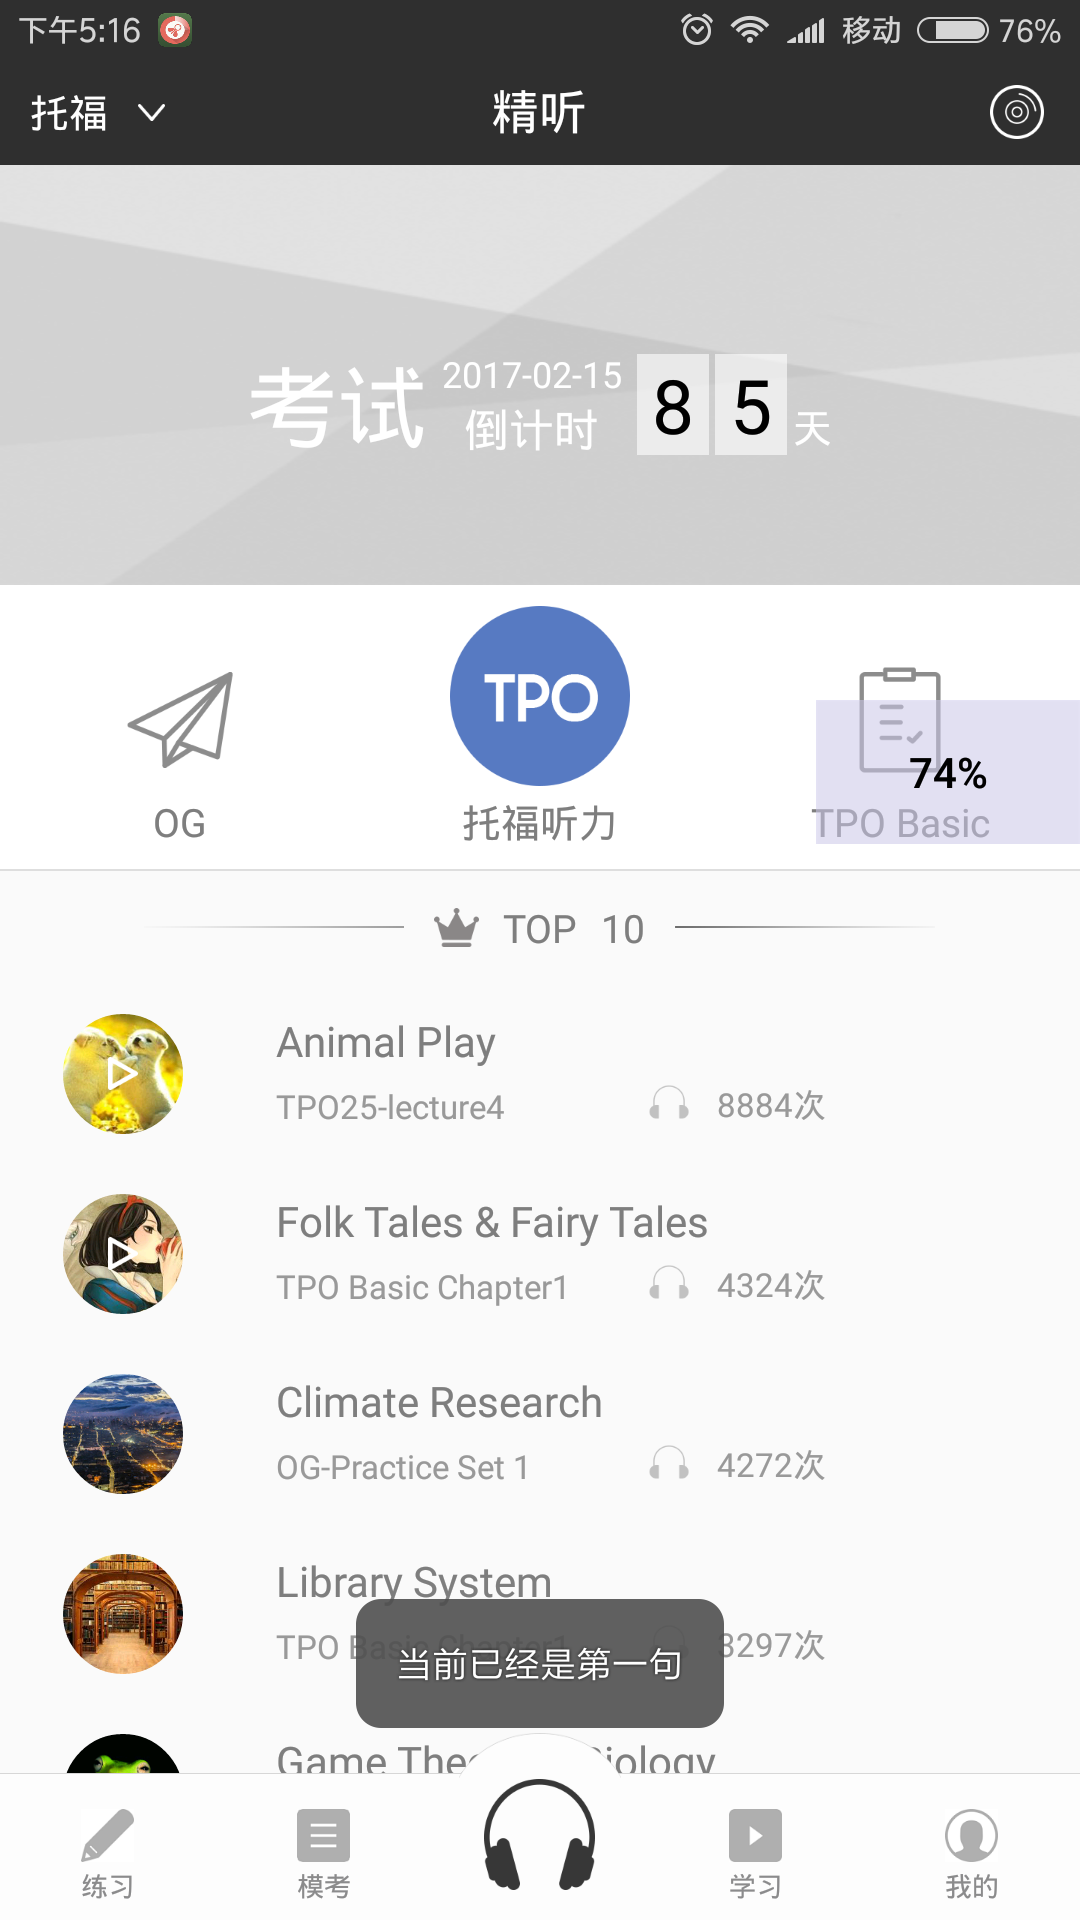 下午5:16
移动
76%
托福
精听
考试
2017-02-15
倒计时
8 5 天
TPO
74%
OG
托福听力
TPO Basic
TOP 10
Animal Play
TPO25-lecture4
8884次
Folk Tales & Fairy Tales
TPO Basic Chapter1
4324次
Climate Research
OG-Practice Set 1
4272次
Library System
TPO Basic Chapter1
3297次
当前已经是第一句
Game The
iology
练习
模考
学习
我的